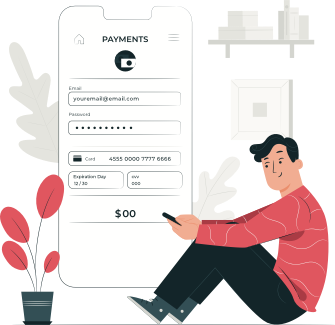 PAYMENTS
Email
youremail@email.com
Password
Card 4555 0000 7777 6666
Expiration Day
12/30
cvv
000
$00